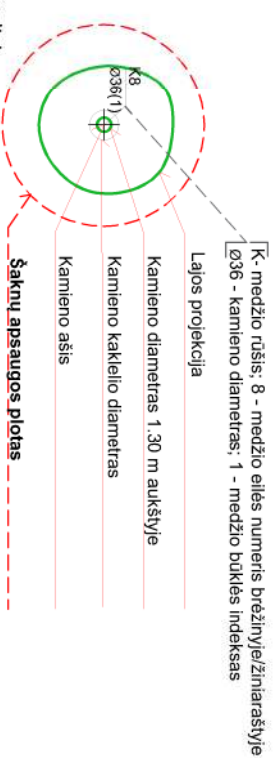 K- medžio rūšis; 8 - medžio eilės numeris brėžinyje/žiniaraštyje
Ø36 - kamieno diametras; 1 - medžio būklės indeksas
K8
Ø36(1)
Lajos projekcija
Kamieno diametras 1.30 m aukštyje
Kamieno kaklelio diametras
Kamieno ašis
Šaknų apsaugos plotas